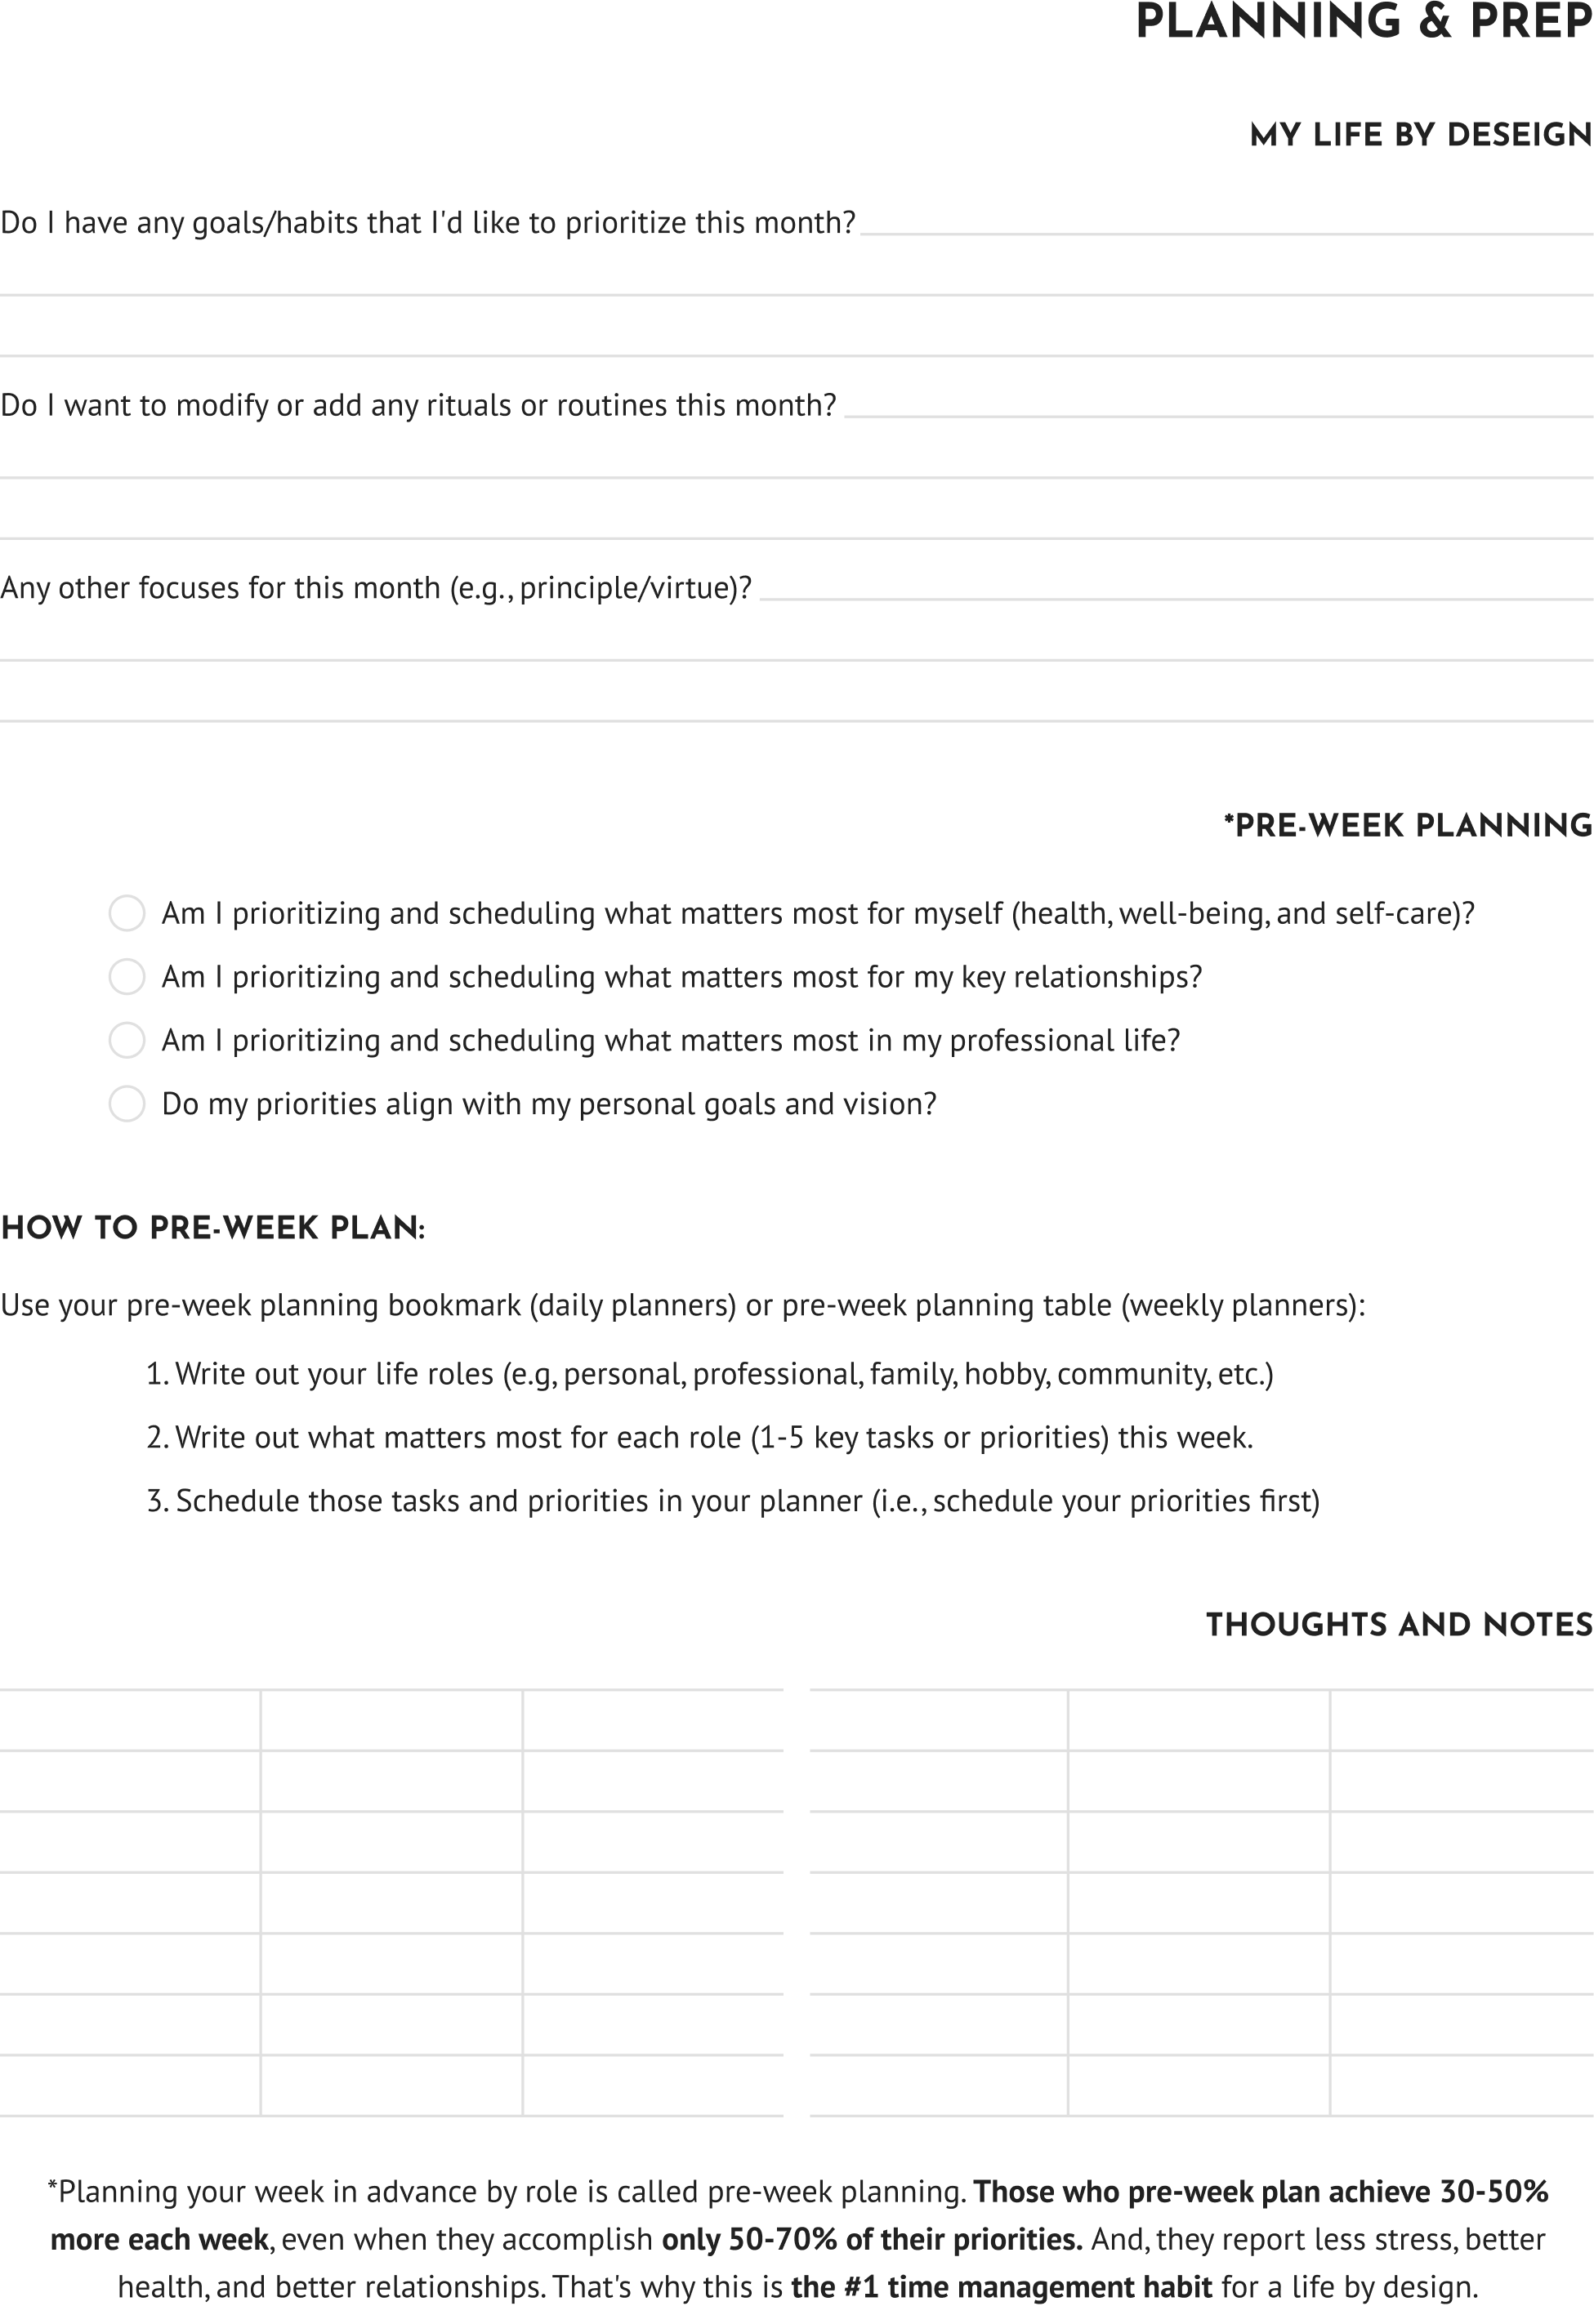 PLANNING & PREP
MY LIFE BY DESEIGN
Do I have any goals/habits that I'd like to prioritize this month?
Do I want to modify or add any rituals or routines this month?
Any other focuses for this month (e.g., principle/virtue)?
*PRE-WEEK PLANNING
Am I prioritizing and scheduling what matters most for myself (health, well-being, and self-care)?
Am I prioritizing and scheduling what matters most for my key relationships?
Am I prioritizing and scheduling what matters most in my professional life?
Do my priorities align with my personal goals and vision?
HOW TO PRE-WEEK PLAN:
Use your pre-week planning bookmark (daily planners) or pre-week planning table (weekly planners):
1. Write out your life roles (e.g, personal, professional, family, hobby, community, etc.)
2. Write out what matters most for each role (1-5 key tasks or priorities) this week.
3. Schedule those tasks and priorities in your planner (i.e., schedule your priorities first)
THOUGHTS AND NOTES
*Planning your week in advance by role is called pre-week planning. Those who pre-week plan achieve 30-50%
more each week, even when they accomplish only 50-70% of their priorities. And, they report less stress, better
health, and better relationships. That's why this is the #1 time management habit for a life by design.